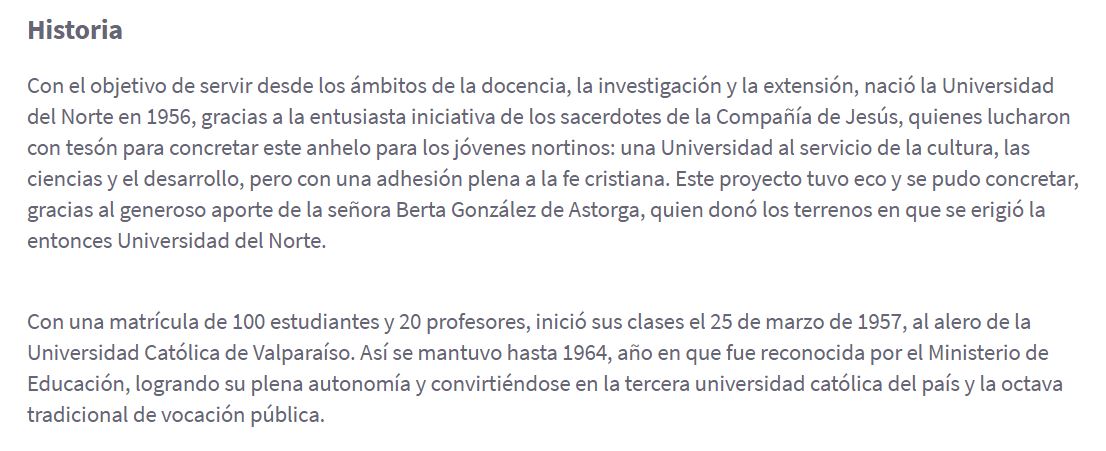 Historia
Con el objetivo de servir desde los ámbitos de la docencia, la investigación y la extensión, nació la Universidad
del Norte en 1956, gracias a la entusiasta iniciativa de los sacerdotes de la Compañía de Jesús, quienes lucharon
con tesón para concretar este anhelo para los jóvenes nortinos: una Universidad al servicio de la cultura, las
ciencias y el desarrollo, pero con una adhesión plena a la fe cristiana. Este proyecto tuvo eco y se pudo concretar,
gracias al generoso aporte de la señora Berta González de Astorga, quien donó los terrenos en que se erigió la
entonces Universidad del Norte.
Con una matrícula de 100 estudiantes y 20 profesores, inició sus clases el 25 de marzo de 1957, al alero de la
Universidad Católica de Valparaíso. Así se mantuvo hasta 1964, año en que fue reconocida por el Ministerio de
Educación, logrando su plena autonomía y convirtiéndose en la tercera universidad católica del país y la octava
tradicional de vocación pública.